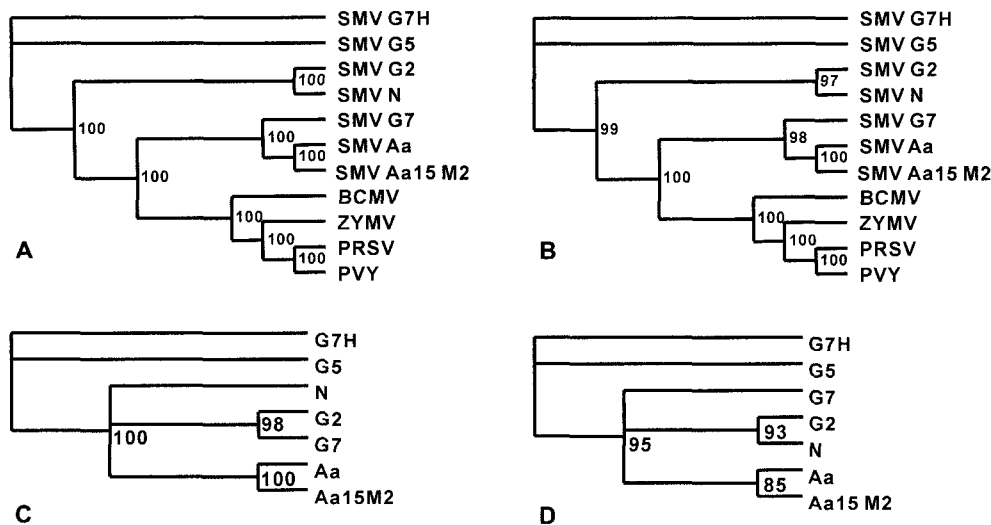 SMV G7H
SMV G5
SMV G2
100
SMV N
100
SMV G7
100
SMV Aa
100
SMV Aa15 M2
100
BCMV
100
ZYMV
100
PRSV
100
PVY
A
SMV G7H
SMV G5
SMV G2
97
SMV N
99
SMV G7
98
SMV Aa
100
SMV Aa15 M2
100
BCMV
100
ZYMV
100
PRSV
100
PVY
B
G7H
G5
N
G2
98
G7
100
Aa
100
Aa15M2
C
G7H
G5
G7
G2
93
N
95
Aa
85
Aa15 M2
D